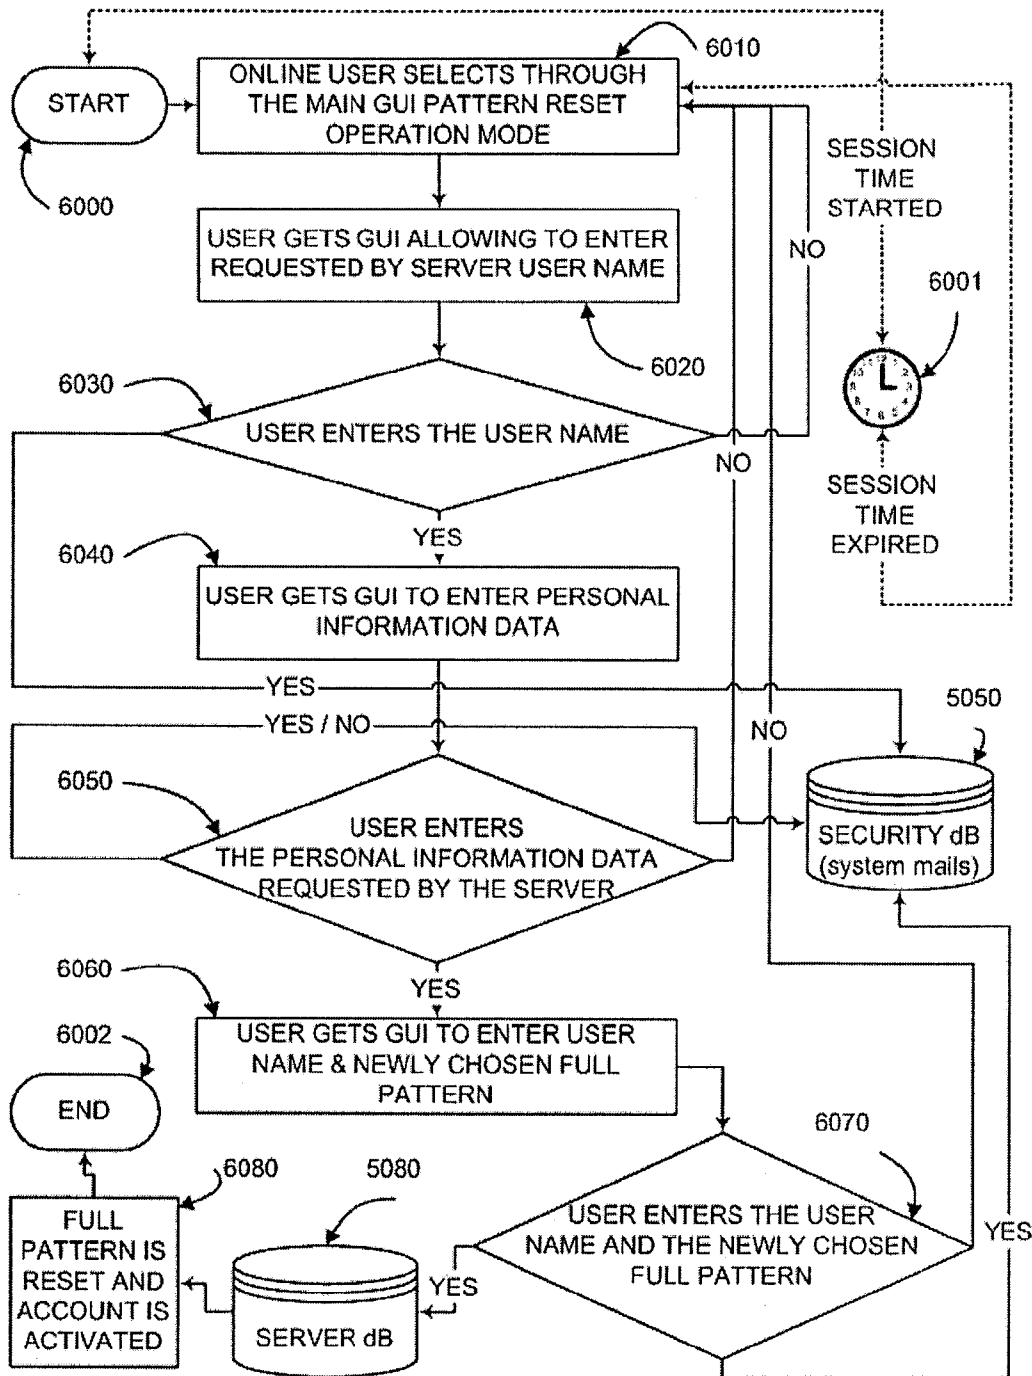 6010
START
ONLINE USER SELECTS THROUGH
THE MAIN GUI PATTERN RESET
OPERATION MODE
6000
SESSION
TIME
STARTED
USER GETS GUI ALLOWING TO ENTER
REQUESTED BY SERVER USER NAME
NO
6001
6020
6030
USER ENTERS THE USER NAME
NO
SESSION
TIME
EXPIRED
YES
6040
USER GETS GUI TO ENTER PERSONAL
INFORMATION DATA
YES
YES / NO
NO
5050
6050
USER ENTERS
THE PERSONAL INFORMATION DATA
REQUESTED BY THE SERVER
SECURITY dB
(system mails)
6060
YES
USER GETS GUI TO ENTER USER
NAME & NEWLY CHOSEN FULL
PATTERN
6002
END
6070
6080
5080
FULL
PATTERN IS
RESET AND
ACCOUNT IS
ACTIVATED
USER ENTERS THE USER
NAME AND THE NEWLY CHOSEN
FULL PATTERN
YES
YES
SERVER dB